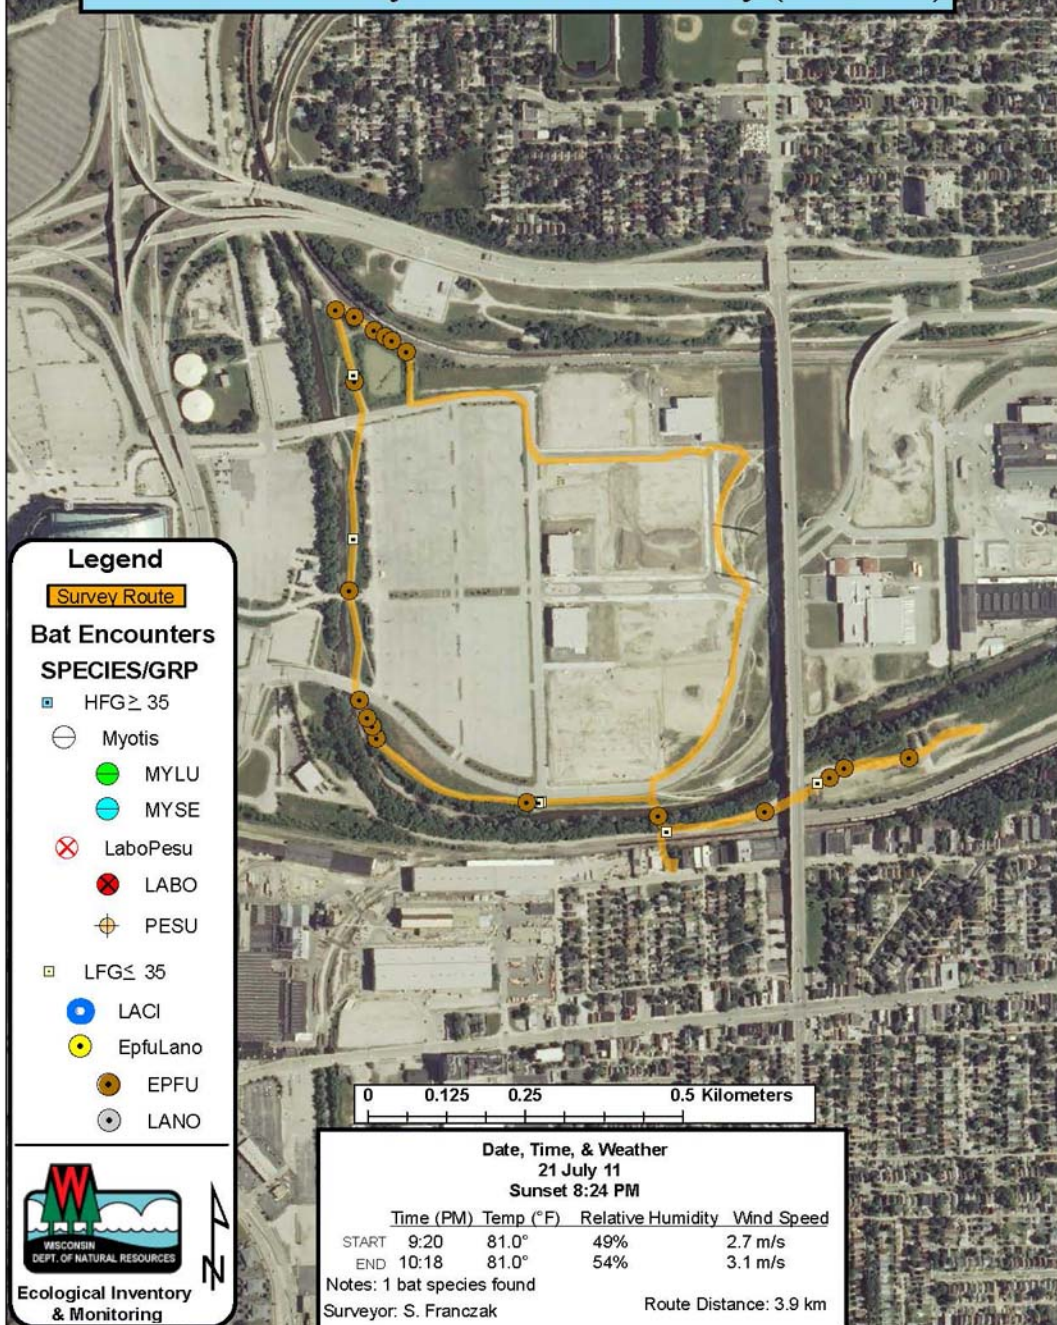 Legend
Survey Route
Bat Encounters
SPECIES/GRP
HFG ≥ 35
Myotis
MYLU
MYSE
LaboPesu
LABO
PESU
LFG ≤ 35
LACI
EpfuLano
EPFU
LANO
W
WISCONSIN
DEPT. OF NATURAL RESOURCES
N
Ecological Inventory
& Monitoring
0 0.125 0.25 0.5 Kilometers
Date, Time, & Weather
21 July 11
Sunset 8:24 PM
Time (PM) Temp (°F) Relative Humidity Wind Speed
START 9:20 81.0° 49% 2.7 m/s
END 10:18 81.0° 54% 3.1 m/s
Notes: 1 bat species found
Surveyor: S. Franczak
Route Distance: 3.9 km